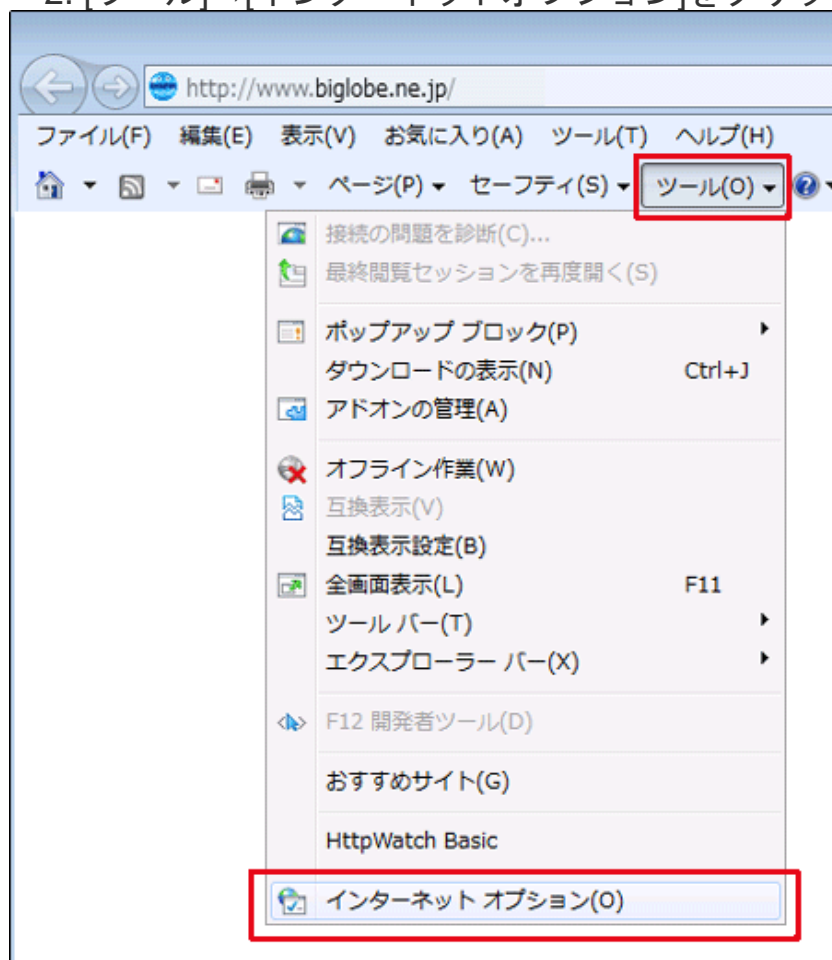 http://www.biglobe.ne.jp/
ファイル(F) 編集(E) 表示(V) お気に入り(A) ツール(T) ヘルプ(H)
ページ(P) セーフティ(S) ツール(O)
接続の問題を診断(C)...
最終閲覧セッションを再度開く(S)
ポップアップ ブロック(P)
ダウンロードの表示(N) Ctrl+J
アドオンの管理(A)
オフライン作業(W)
互換表示(V)
互換表示設定(B)
全画面表示(L) F11
ツール バー(T)
エクスプローラー バー(X)
F12 開発者ツール(D)
おすすめサイト(G)
HttpWatch Basic
インターネット オプション(O)